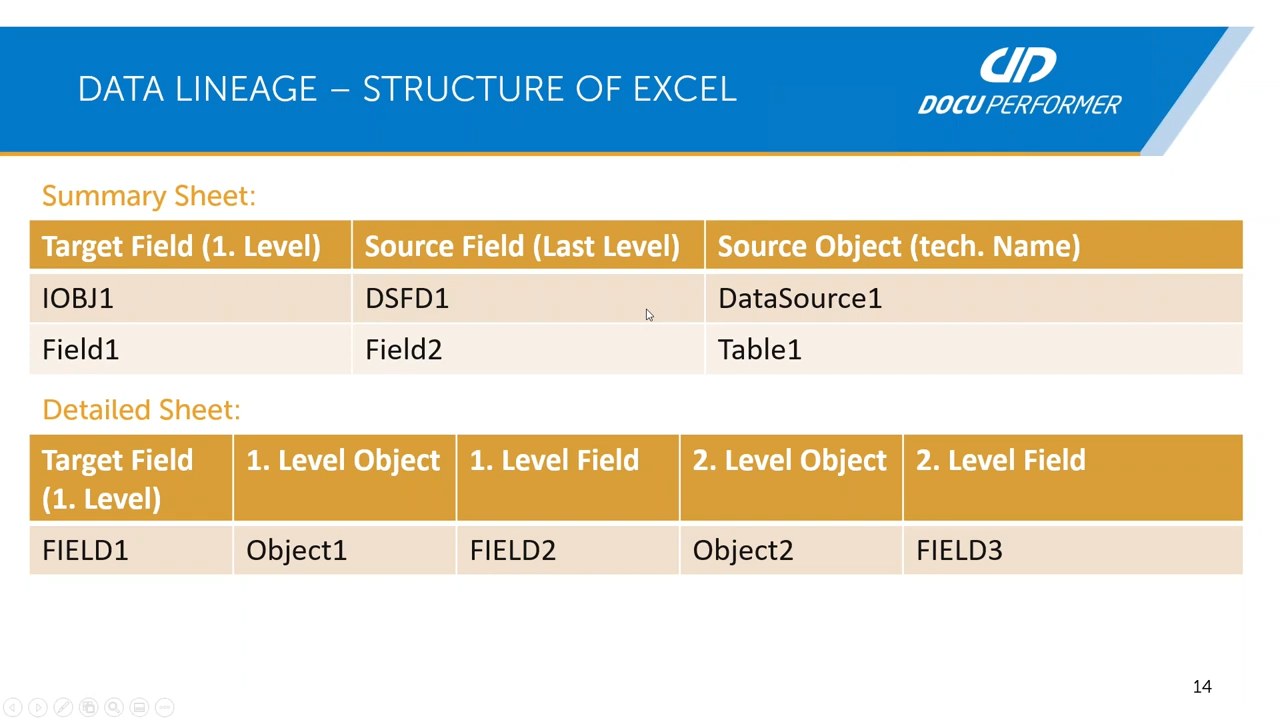 DATA LINEAGE – STRUCTURE OF EXCEL
DOCU PERFORMER
Summary Sheet:
Target Field (1. Level) Source Field (Last Level) Source Object (tech. Name)
IOBJ1 DSFD1 DataSource1
Field1 Field2 Table1
Detailed Sheet:
Target Field 1. Level Object 1. Level Field 2. Level Object 2. Level Field
(1. Level)
FIELD1 Object1 FIELD2 Object2 FIELD3
14